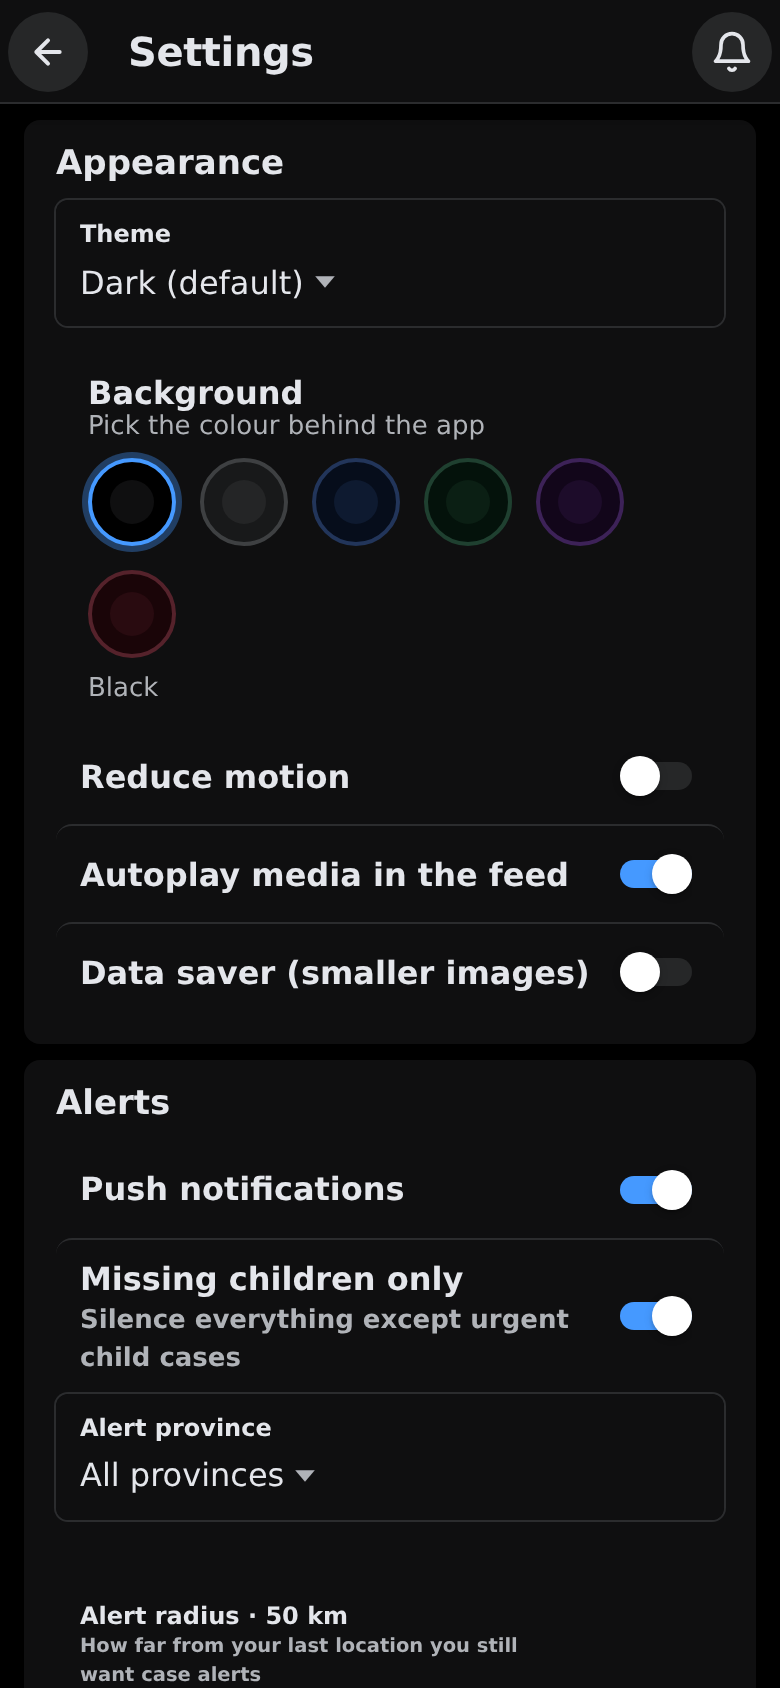 Settings
Appearance
Theme
Dark (default)
Background
Pick the colour behind the app
Black
Reduce motion
Autoplay media in the feed
Data saver (smaller images)
Alerts
Push notifications
Missing children only
Silence everything except urgent
child cases
Alert province
All provinces
Alert radius · 50 km
How far from your last location you still
want case alerts